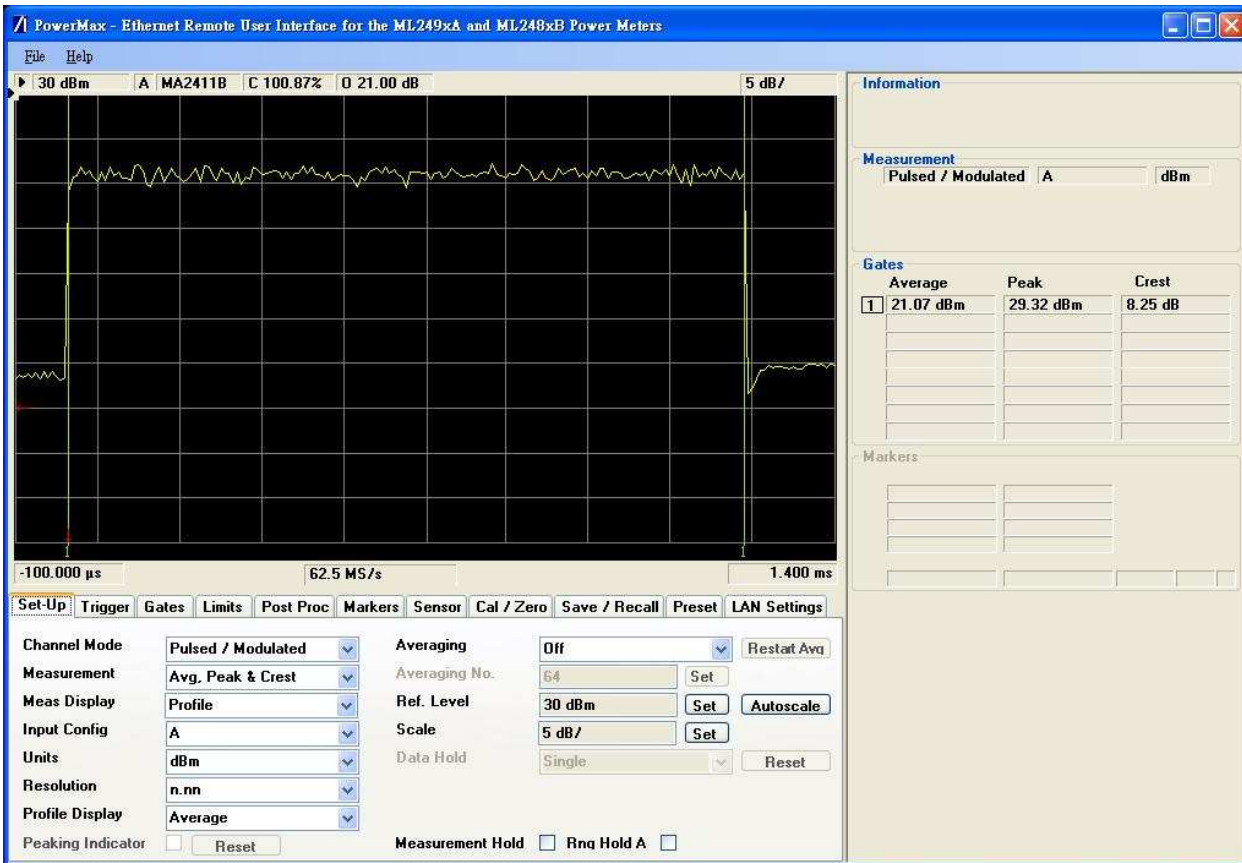 PowerMax - Ethernet Remote User Interface for the ML249xA and ML248xB Power Meters
File Help
30 dBm A MA2411B C 100.87% O 21.00 dB 5 dB/
1 1
-100.000 µs 62.5 MS/s 1.400 ms
Information
Measurement
Pulsed / Modulated A dBm
Gates
Average Peak Crest
1 21.07 dBm 29.32 dBm 8.25 dB
Markers
Set-Up Trigger Gates Limits Post Proc Markers Sensor Cal / Zero Save / Recall Preset LAN Settings
Channel Mode Pulsed / Modulated Averaging Off Restart Avg
Measurement Avg, Peak & Crest Averaging No. 64 Set
Meas Display Profile Ref. Level 30 dBm Set Autoscale
Input Config A Scale 5 dB/ Set
Units dBm Data Hold Single Reset
Resolution n.nn
Profile Display Average
Peaking Indicator Reset Measurement Hold Rng Hold A